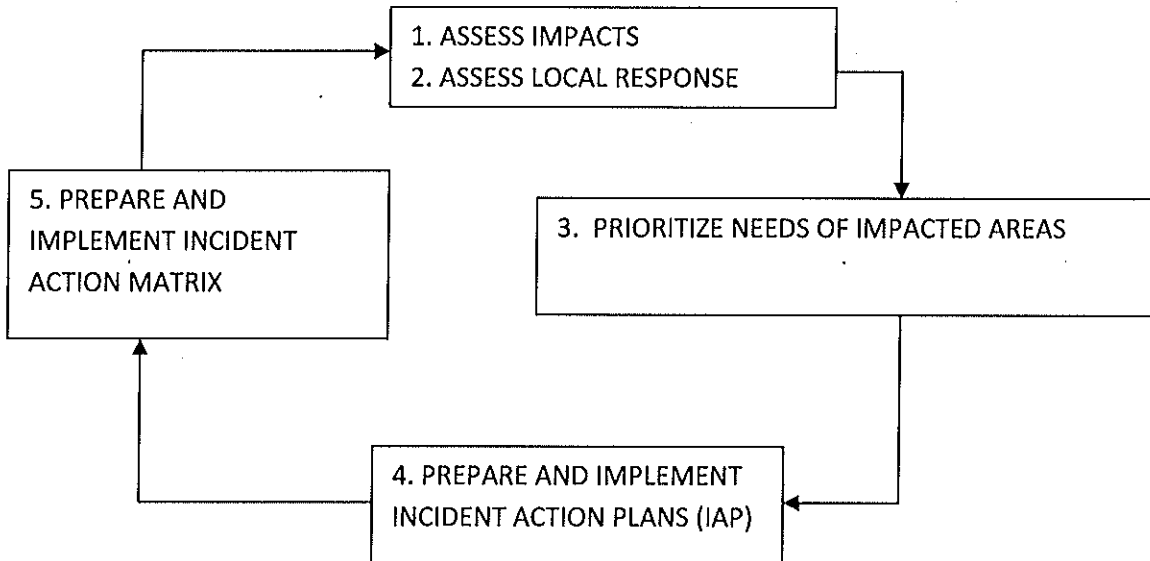 1. ASSESS IMPACTS
2. ASSESS LOCAL RESPONSE
3. PRIORITIZE NEEDS OF IMPACTED AREAS
4. PREPARE AND IMPLEMENT
INCIDENT ACTION PLANS (IAP)
5. PREPARE AND
IMPLEMENT INCIDENT
ACTION MATRIX